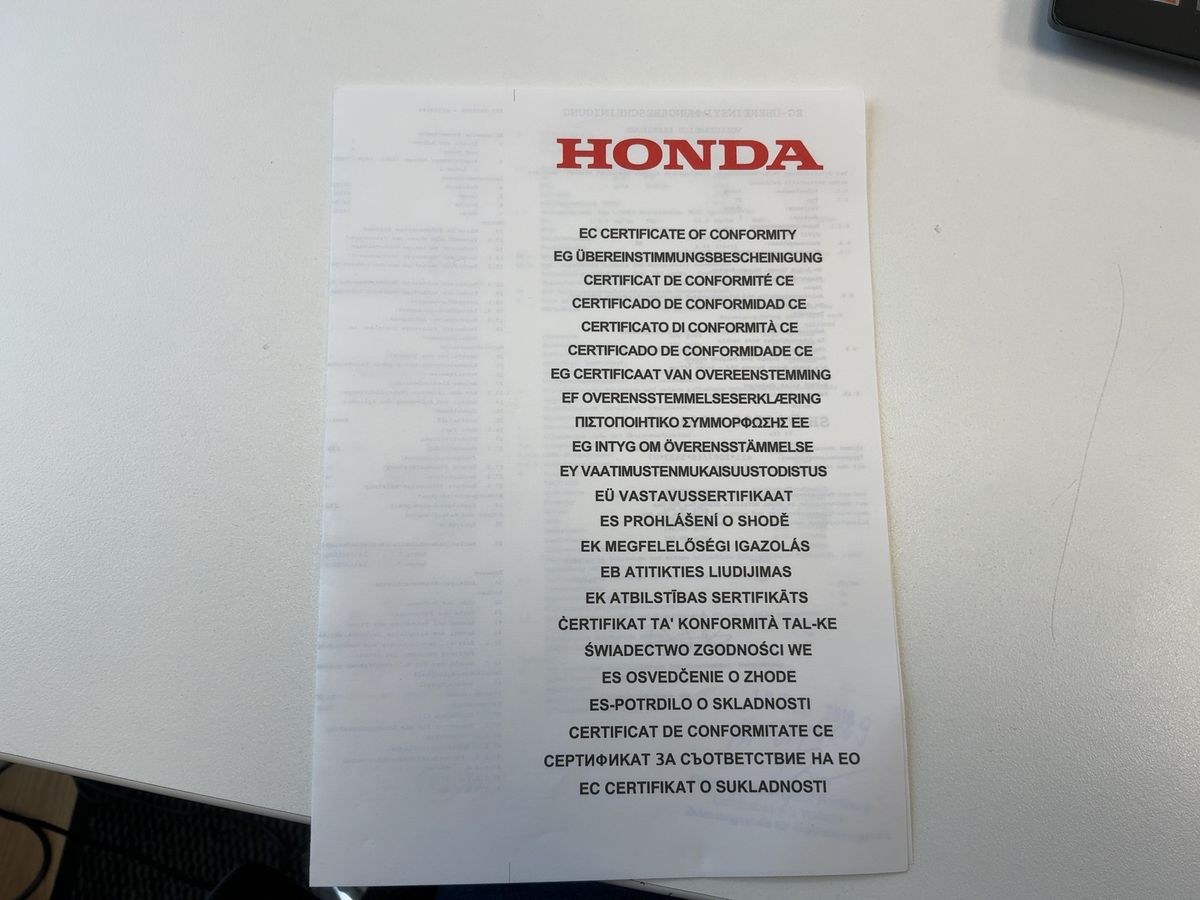 HONDA
EC CERTIFICATE OF CONFORMITY
EG ÜBEREINSTIMMUNGSBESCHEINIGUNG
CERTIFICAT DE CONFORMITÉ CE
CERTIFICADO DE CONFORMIDAD CE
CERTIFICATO DI CONFORMITÀ CE
CERTIFICADO DE CONFORMIDADE CE
EG CERTIFICAAT VAN OVEREENSTEMMING
EF OVERENSSTEMMELSESERKLÆRING
ΠΙΣΤΟΠΟΙΗΤΙΚΟ ΣΥΜΜΟΡΦΩΣΗΣ ΕΕ
EG INTYG OM ÖVERENSSTÄMMELSE
EY VAATIMUSTENMUKAISUUSTODISTUS
EÜ VASTAVUSSERTIFIKAAT
ES PROHLÁŠENÍ O SHODĚ
EK MEGFELELŐSÉGI IGAZOLÁS
EB ATITIKTIES LIUDIJIMAS
EK ATBILSTĪBAS SERTIFIKĀTS
ĊERTIFIKAT TA' KONFORMITÀ TAL-KE
ŚWIADECTWO ZGODNOŚCI WE
ES OSVEDČENIE O ZHODE
ES-POTRDILO O SKLADNOSTI
CERTIFICAT DE CONFORMITATE CE
СЕРТИФИКАТ ЗА СЪОТВЕТСТВИЕ НА ЕО
EC CERTIFIKAT O SUKLADNOSTI